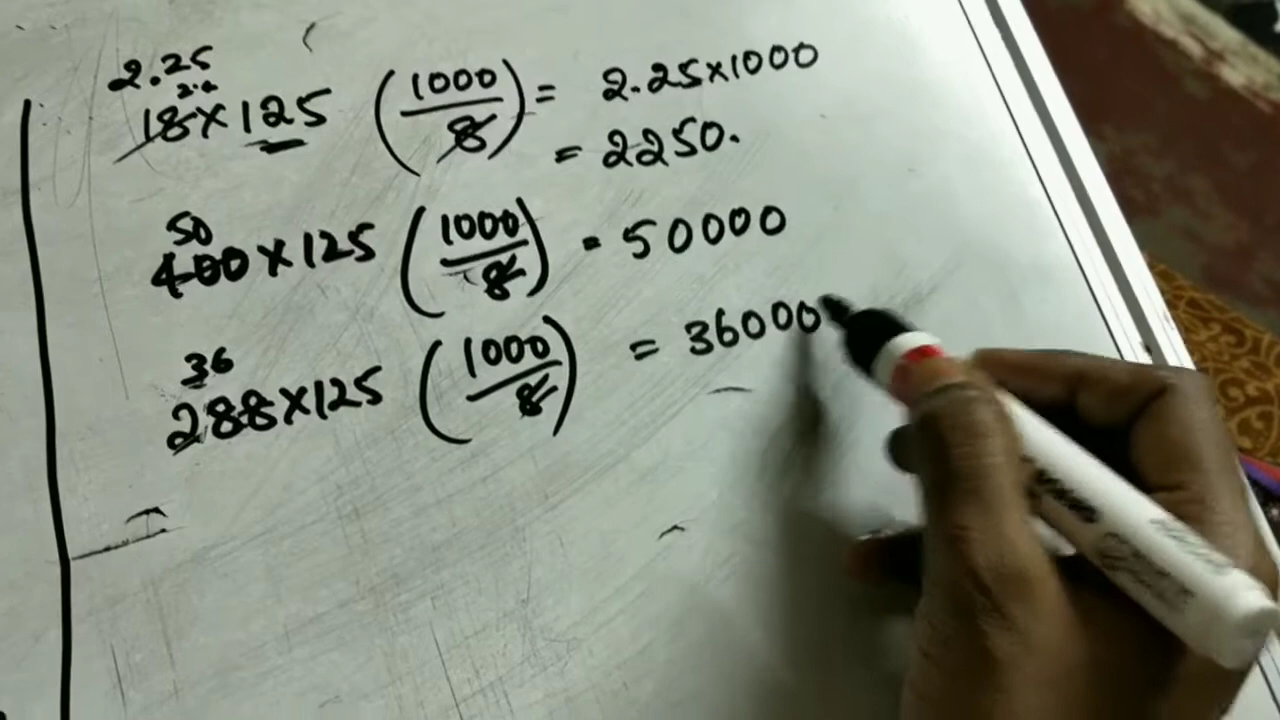 2.25
18×125 (1000/8) = 2.25×1000
= 2250.
50
400×125 (1000/8) = 50000
36
288×125 (1000/8) = 36000